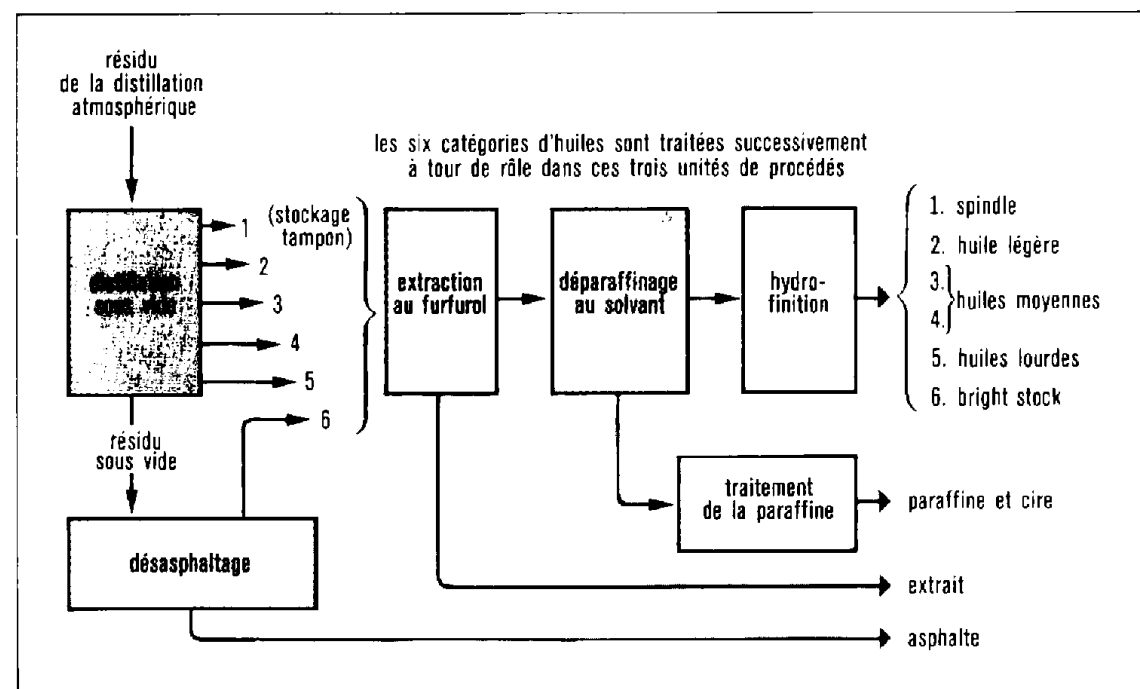 résidu
de la distillation
atmosphérique
les six catégories d'huiles sont traitées successivement
à tour de rôle dans ces trois unités de procédés
distillation
sous vide
1
(stockage
tampon)
2
3
4
5
6
extraction
au furfurol
déparaffinage
au solvant
hydro-
finition
1. spindle
2. huile légère
3.
4.
huiles moyennes
5. huiles lourdes
6. bright stock
résidu
sous vide
désasphaltage
traitement
de la paraffine
paraffine et cire
extrait
asphalte